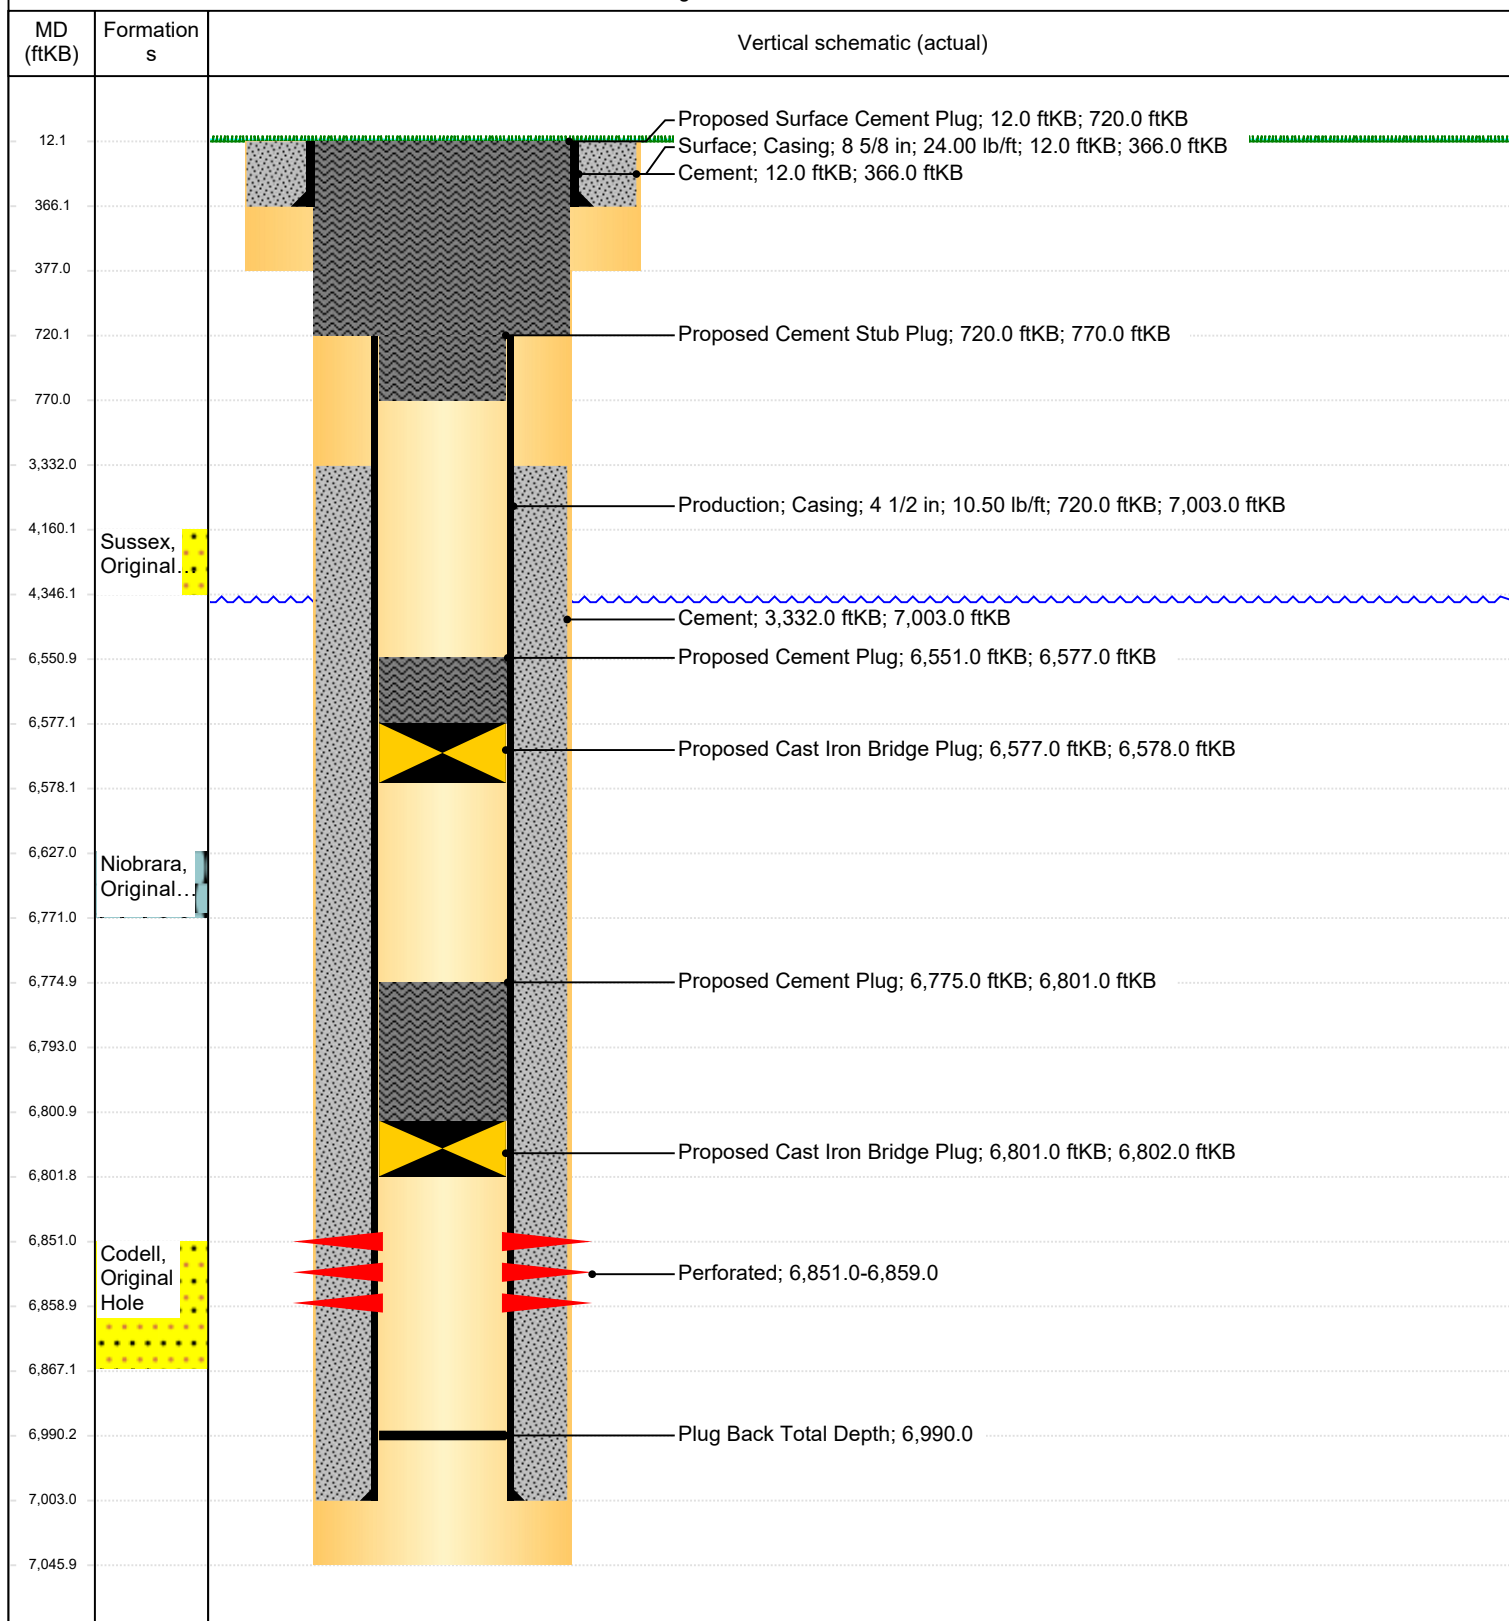 MD
(ftKB)
Formation
s
Vertical schematic (actual)
12.1
366.1
377.0
720.1
770.0
3,332.0
4,160.1
4,346.1
6,550.9
6,577.1
6,578.1
6,627.0
6,771.0
6,774.9
6,793.0
6,800.9
6,801.8
6,851.0
6,858.9
6,867.1
6,990.2
7,003.0
7,045.9
Sussex,
Original...
Niobrara,
Original...
Codell,
Original
Hole
Proposed Surface Cement Plug; 12.0 ftKB; 720.0 ftKB
Surface; Casing; 8 5/8 in; 24.00 lb/ft; 12.0 ftKB; 366.0 ftKB
Cement; 12.0 ftKB; 366.0 ftKB
Proposed Cement Stub Plug; 720.0 ftKB; 770.0 ftKB
Production; Casing; 4 1/2 in; 10.50 lb/ft; 720.0 ftKB; 7,003.0 ftKB
Cement; 3,332.0 ftKB; 7,003.0 ftKB
Proposed Cement Plug; 6,551.0 ftKB; 6,577.0 ftKB
Proposed Cast Iron Bridge Plug; 6,577.0 ftKB; 6,578.0 ftKB
Proposed Cement Plug; 6,775.0 ftKB; 6,801.0 ftKB
Proposed Cast Iron Bridge Plug; 6,801.0 ftKB; 6,802.0 ftKB
Perforated; 6,851.0-6,859.0
Plug Back Total Depth; 6,990.0